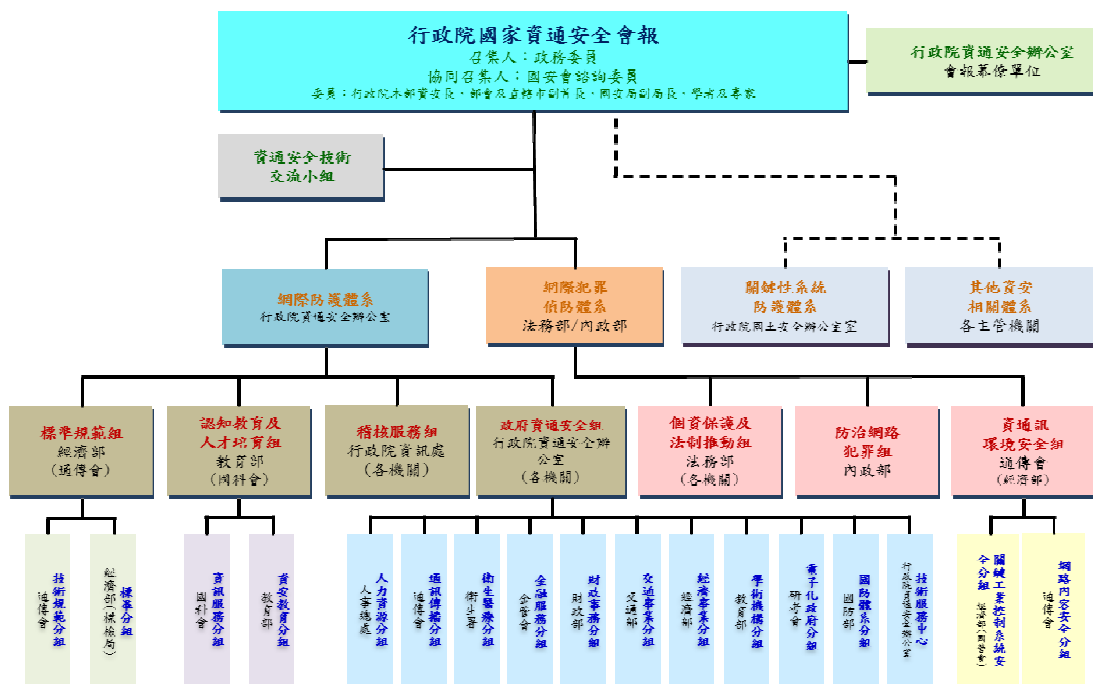 行政院國家資通安全會報
召集人：政務委員
協同召集人：國安會諮詢委員
委員：行政院本部資安長、部會及直轄市副首長、國安局副局長、學者及專家
行政院資通安全辦公室
會報幕僚單位
資通安全技術
交流小組
網際防護體系
行政院資通安全辦公室
網際犯罪
偵防體系
法務部/內政部
關鍵性系統
防護體系
行政院國土安全辦公室室
其他資安
相關體系
各主管機關
標準規範組
經濟部
(通傳會)
認知教育及
人才培育組
教育部
(國科會)
稽核服務組
行政院資訊處
(各機關)
政府資通安全組
行政院資通安全辦
公室
(各機關)
個資保護及
法制推動組
法務部
(各機關)
防治網路
犯罪組
內政部
資通訊
環境安全組
通傳會
(經濟部)
技術規範分組
通傳會
標準分組
經濟部(標檢局)
資訊服務分組
國科會
資安教育分組
教育部
人力資源分組
人事總處
通訊傳播分組
通傳會
衛生醫療分組
衛生署
金融服務分組
金管會
財政事務分組
財政部
交通事業分組
交通部
經濟事業分組
經濟部
學術機構分組
教育部
電子化政府分組
研考會
國防體系分組
國防部
技術服務中心
行政院資通安全辦公室
關鍵工業控制系統安
全分組
經濟部(國營會)
網路內容安全分組
通傳會